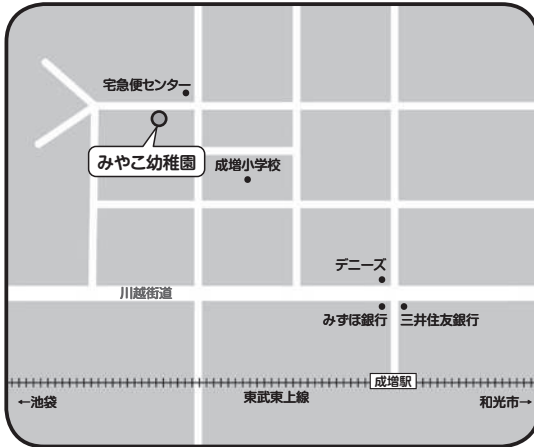 宅急便センター
みやこ幼稚園
成増小学校
デニーズ
川越街道
みずほ銀行
三井住友銀行
成増駅
←池袋
東武東上線
和光市→